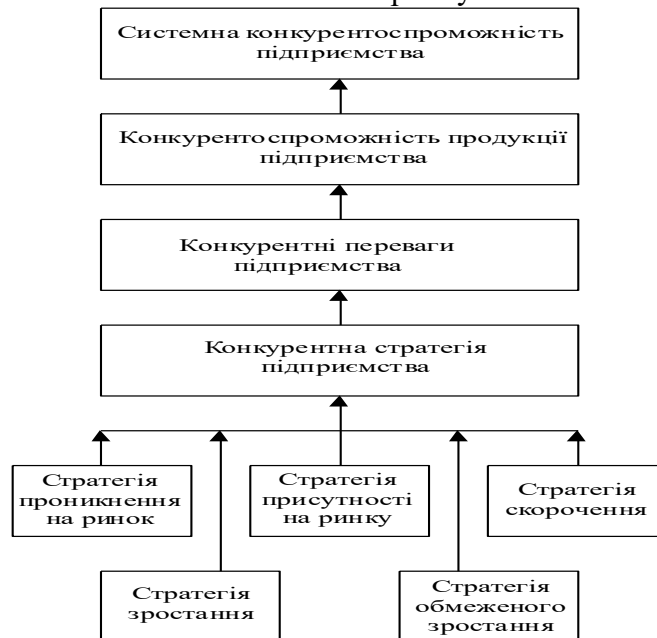 Системна конкурентоспроможність
підприємства
Конкурентоспроможність продукції
підприємства
Конкурентні переваги
підприємства
Конкурентна стратегія
підприємства
Стратегія
проникнення
на ринок
Стратегія
присутності
на ринку
Стратегія
скорочення
Стратегія
зростання
Стратегія
обмеженого
зростання